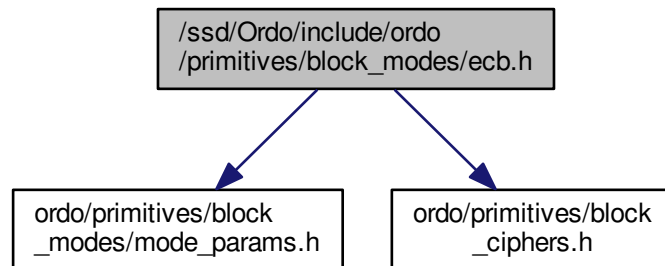 /ssd/Ordo/include/ordo
/primitives/block_modes/ecb.h
ordo/primitives/block
_modes/mode_params.h
ordo/primitives/block
_ciphers.h